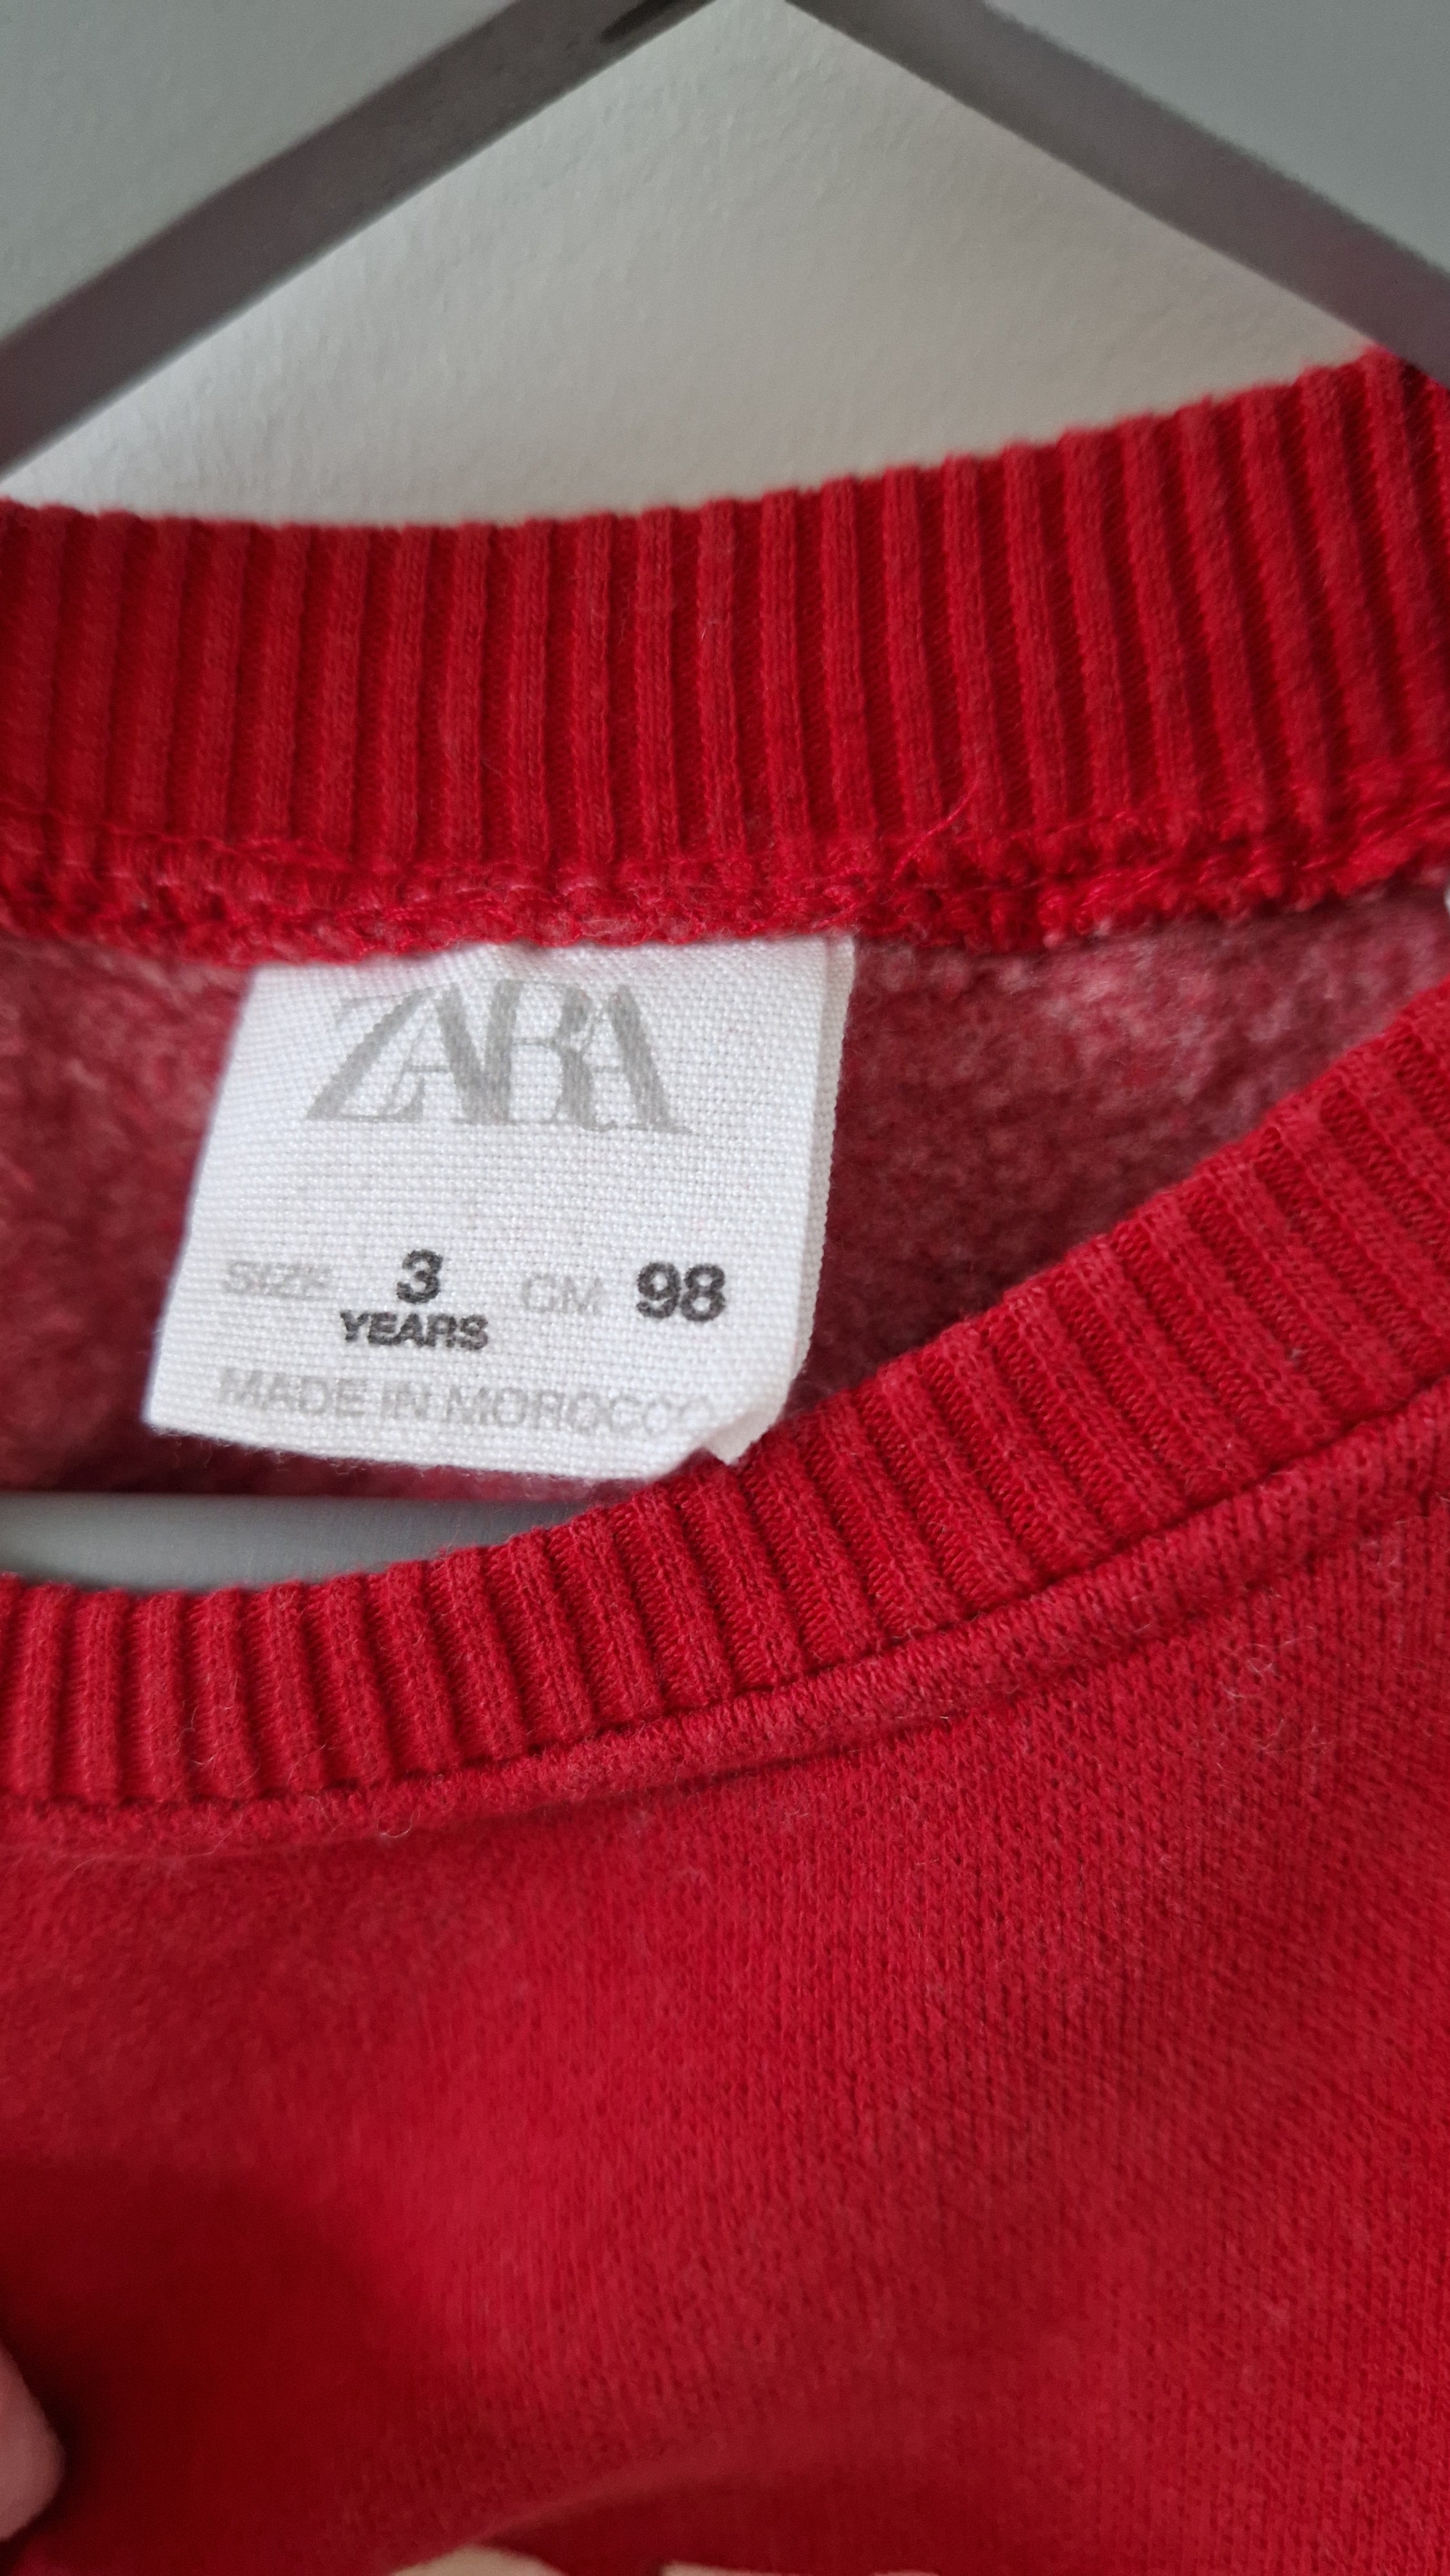 ZARA
SIZE 3 CM 98
YEARS
MADE IN MOROCCO